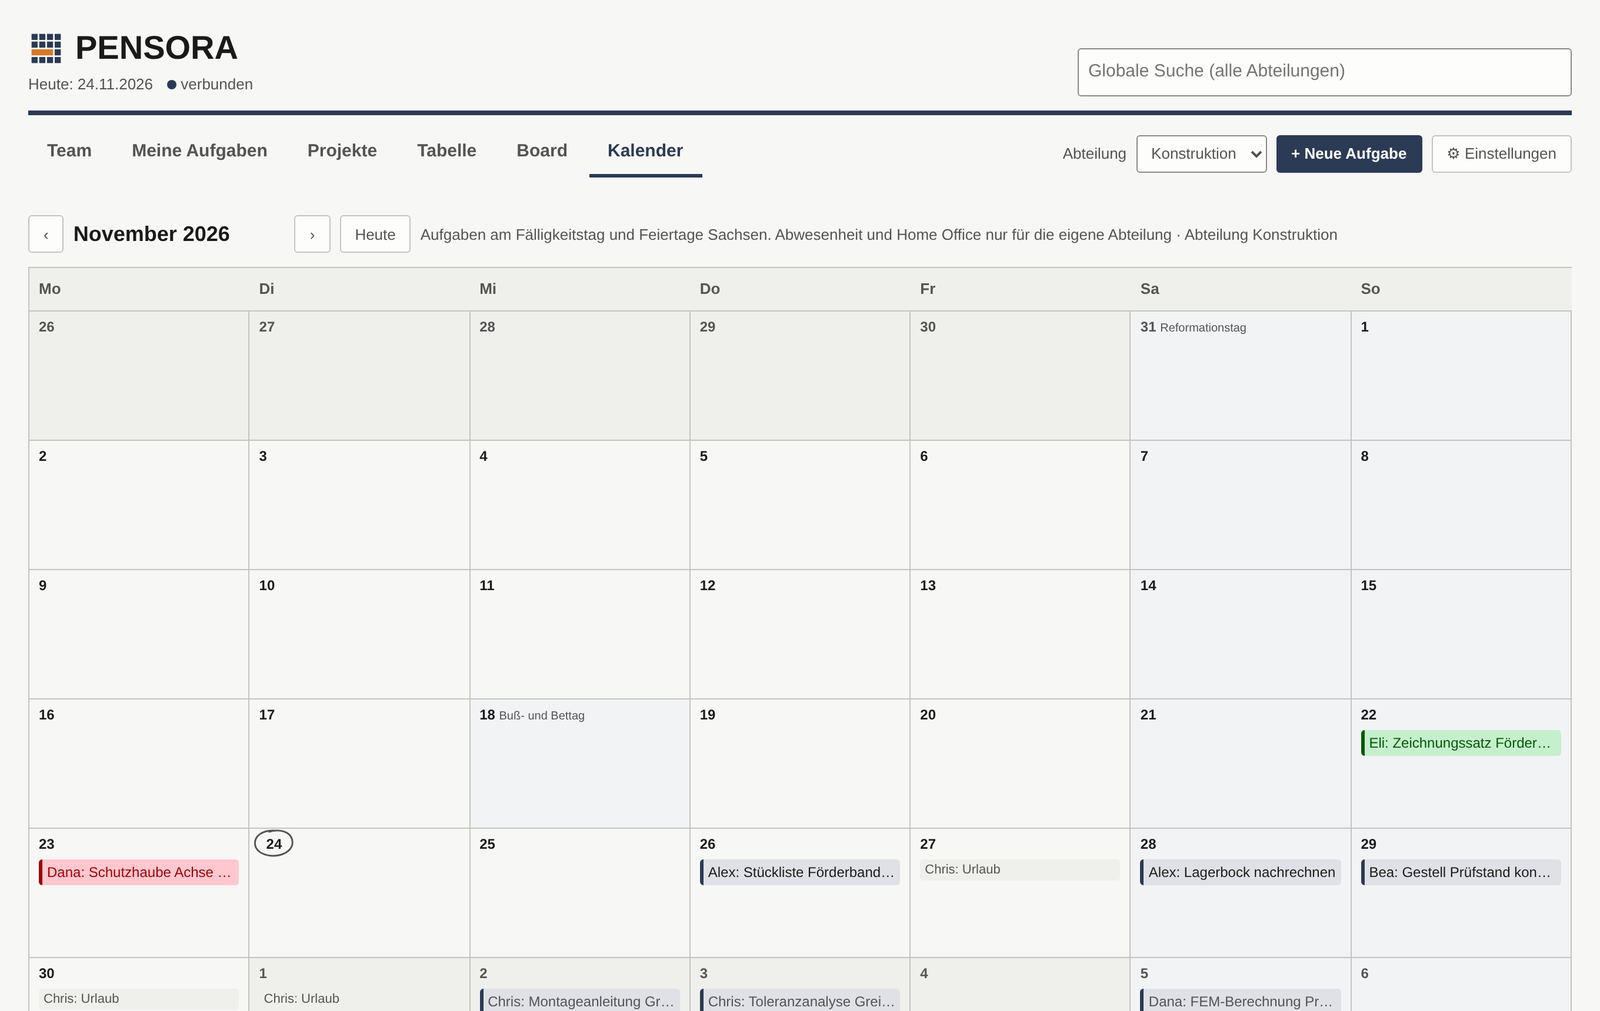 PENSORA
Heute: 24.11.2026 verbunden
Globale Suche (alle Abteilungen)
Team Meine Aufgaben Projekte Tabelle Board Kalender
Abteilung Konstruktion + Neue Aufgabe ⚙ Einstellungen
‹ November 2026 › Heute Aufgaben am Fälligkeitstag und Feiertage Sachsen. Abwesenheit und Home Office nur für die eigene Abteilung · Abteilung Konstruktion
Mo Di Mi Do Fr Sa So
26 27 28 29 30 31 Reformationstag 1
2 3 4 5 6 7 8
9 10 11 12 13 14 15
16 17 18 Buß- und Bettag 19 20 21 22
Eli: Zeichnungssatz Förder…
23 24 25 26 27 28 29
Dana: Schutzhaube Achse … Alex: Stückliste Förderband… Chris: Urlaub Alex: Lagerbock nachrechnen Bea: Gestell Prüfstand kon…
30 1 2 3 4 5 6
Chris: Urlaub Chris: Urlaub Chris: Montageanleitung Gr… Chris: Toleranzanalyse Grei… Dana: FEM-Berechnung Pr…